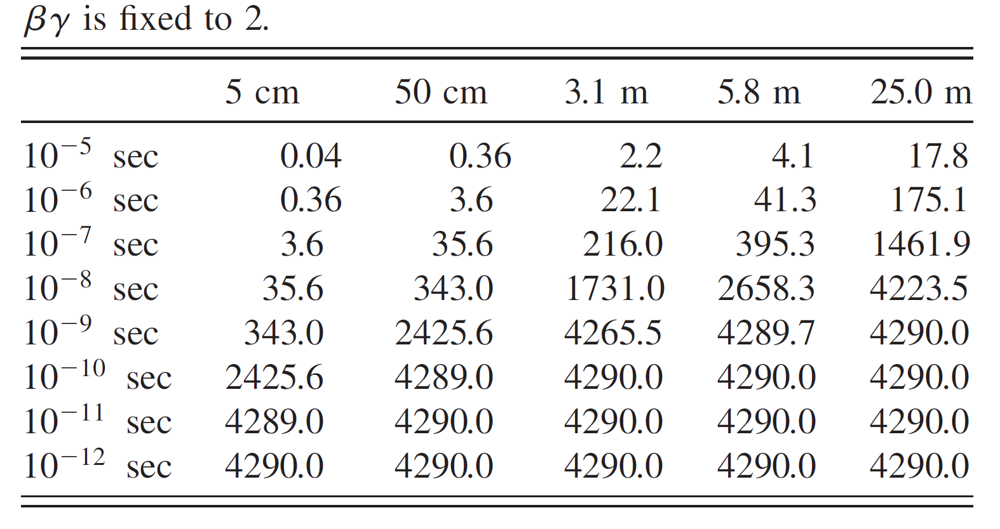 βγ is fixed to 2.
5 cm 50 cm 3.1 m 5.8 m 25.0 m
10⁻⁵ sec 0.04 0.36 2.2 4.1 17.8
10⁻⁶ sec 0.36 3.6 22.1 41.3 175.1
10⁻⁷ sec 3.6 35.6 216.0 395.3 1461.9
10⁻⁸ sec 35.6 343.0 1731.0 2658.3 4223.5
10⁻⁹ sec 343.0 2425.6 4265.5 4289.7 4290.0
10⁻¹⁰ sec 2425.6 4289.0 4290.0 4290.0 4290.0
10⁻¹¹ sec 4289.0 4290.0 4290.0 4290.0 4290.0
10⁻¹² sec 4290.0 4290.0 4290.0 4290.0 4290.0